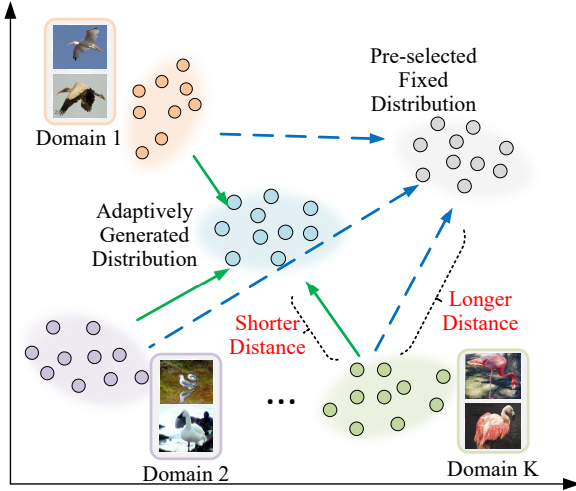 Pre-selected
Fixed
Distribution
Domain 1
Adaptively
Generated
Distribution
Shorter
Distance
Longer
Distance
...
Domain 2
Domain K